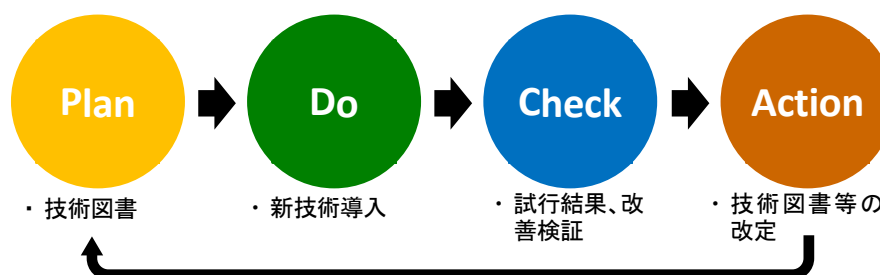 Plan
Do
Check
Action
・ 技術図書
・ 新技術導入
・ 試行結果、改
善検証
・ 技術図書等の
改定